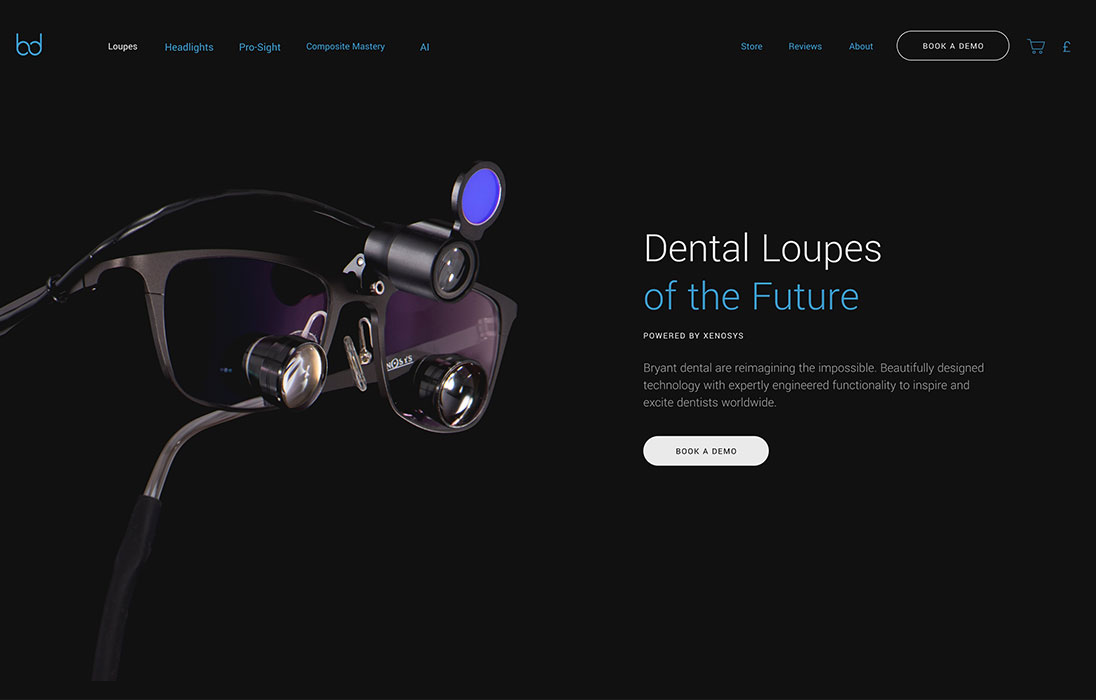 bd
Loupes Headlights Pro-Sight Composite Mastery AI Store Reviews About BOOK A DEMO £
Dental Loupes
of the Future
POWERED BY XENOSYS
NOSYS
Bryant dental are reimagining the impossible. Beautifully designed
technology with expertly engineered functionality to inspire and
excite dentists worldwide.
BOOK A DEMO